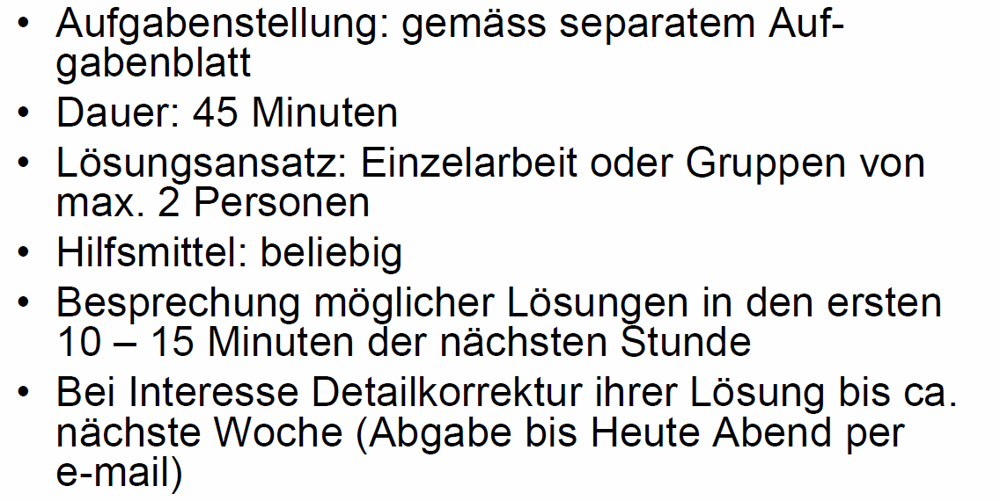 • Aufgabenstellung: gemäss separatem Auf-
gabenblatt
• Dauer: 45 Minuten
• Lösungsansatz: Einzelarbeit oder Gruppen von
max. 2 Personen
• Hilfsmittel: beliebig
• Besprechung möglicher Lösungen in den ersten
10 – 15 Minuten der nächsten Stunde
• Bei Interesse Detailkorrektur ihrer Lösung bis ca.
nächste Woche (Abgabe bis Heute Abend per
e-mail)